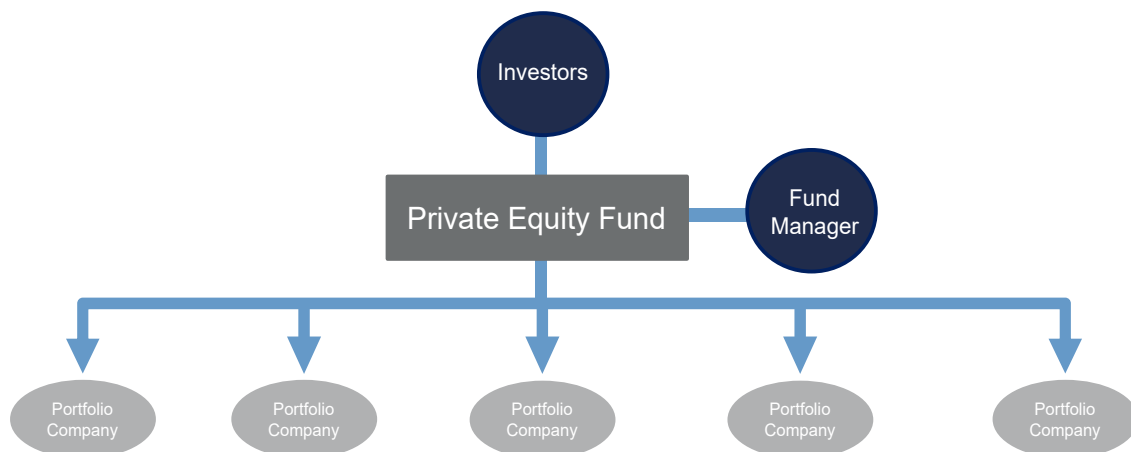 Investors
Private Equity Fund
Fund
Manager
Portfolio
Company
Portfolio
Company
Portfolio
Company
Portfolio
Company
Portfolio
Company